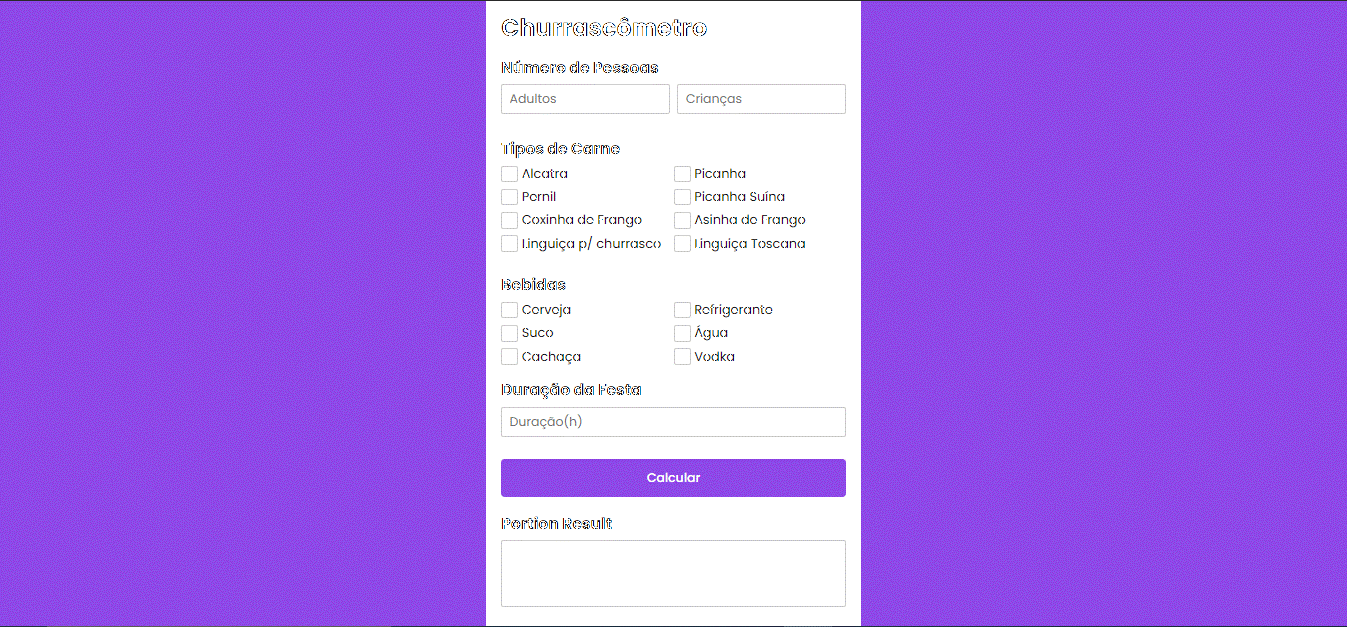 Churrascômetro
Número de Pessoas
Adultos Crianças
Tipos de Carne
Alcatra Picanha
Pernil Picanha Suína
Coxinha de Frango Asinha de Frango
Linguiça p/ churrasco Linguiça Toscana
Bebidas
Cerveja Refrigerante
Suco Água
Cachaça Vodka
Duração da Festa
Duração(h)
Calcular
Portion Result